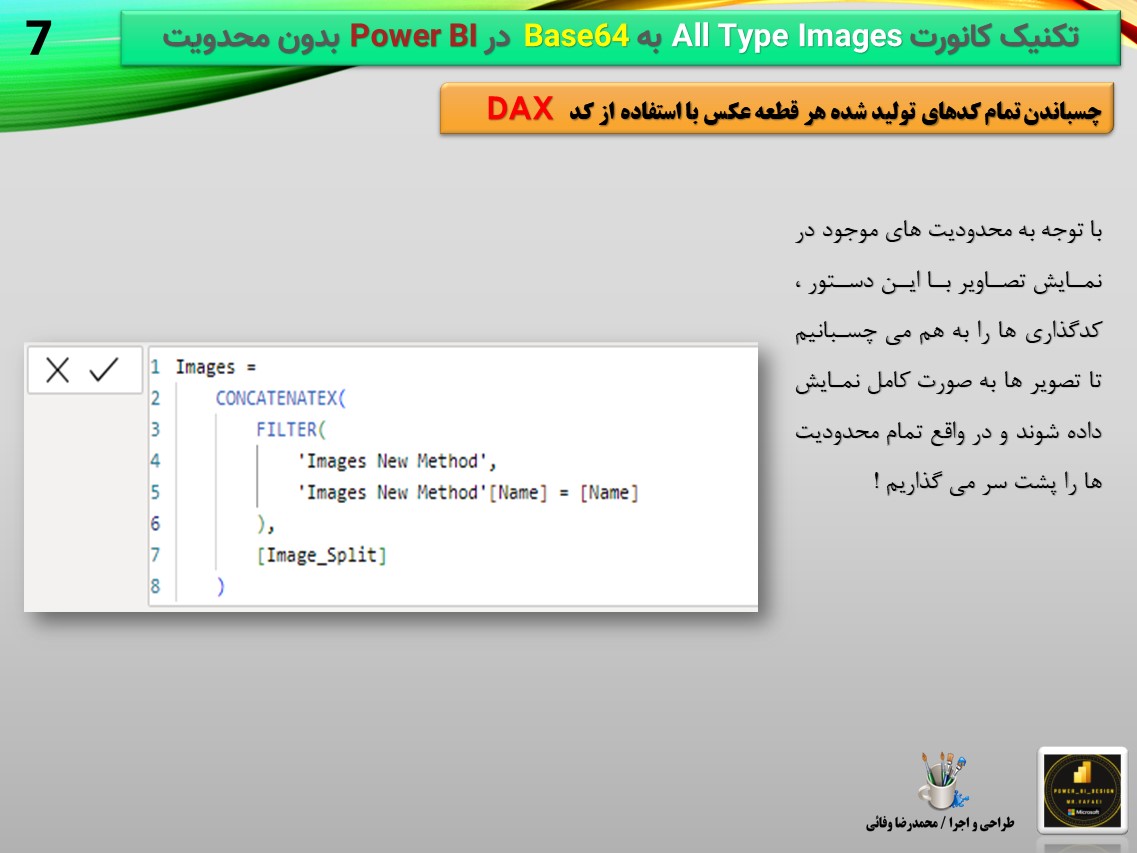 7
تکنیک کانورت All Type Images به Base64 در Power BI بدون محدویت
چسباندن تمام کدهای تولید شده هر قطعه عکس با استفاده از کد DAX
با توجه به محدودیت های موجود در
نمایش تصاویر با این دستور ،
کدگذاری ها را به هم می چسبانیم
تا تصویر ها به صورت کامل نمایش
داده شوند و در واقع تمام محدودیت
ها را پشت سر می گذاریم !
1 Images =
2 CONCATENATEX(
3 FILTER(
4 'Images New Method',
5 'Images New Method'[Name] = [Name]
6 ),
7 [Image_Split]
8 )
طراحی و اجرا / محمدرضا وفائی
POWER_BI_DESIGN
MR.VAFAEI
Microsoft